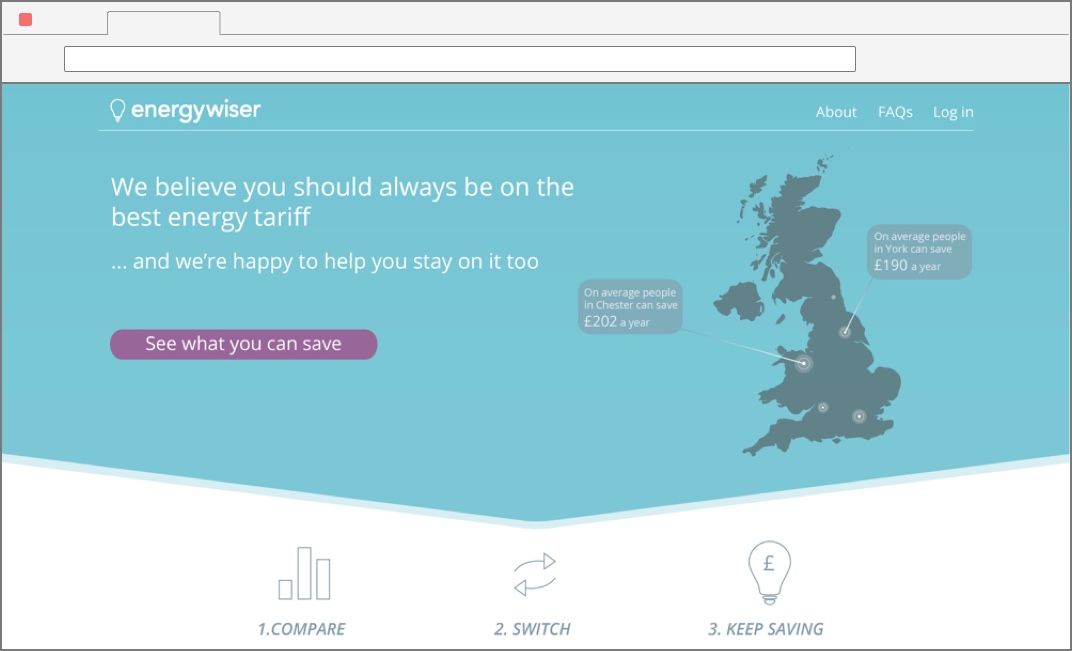 energywiser
About FAQs Log in
We believe you should always be on the
best energy tariff
... and we’re happy to help you stay on it too
On average people
in York can save
£190 a year
On average people
in Chester can save
£202 a year
See what you can save
£
1.COMPARE
2. SWITCH
3. KEEP SAVING